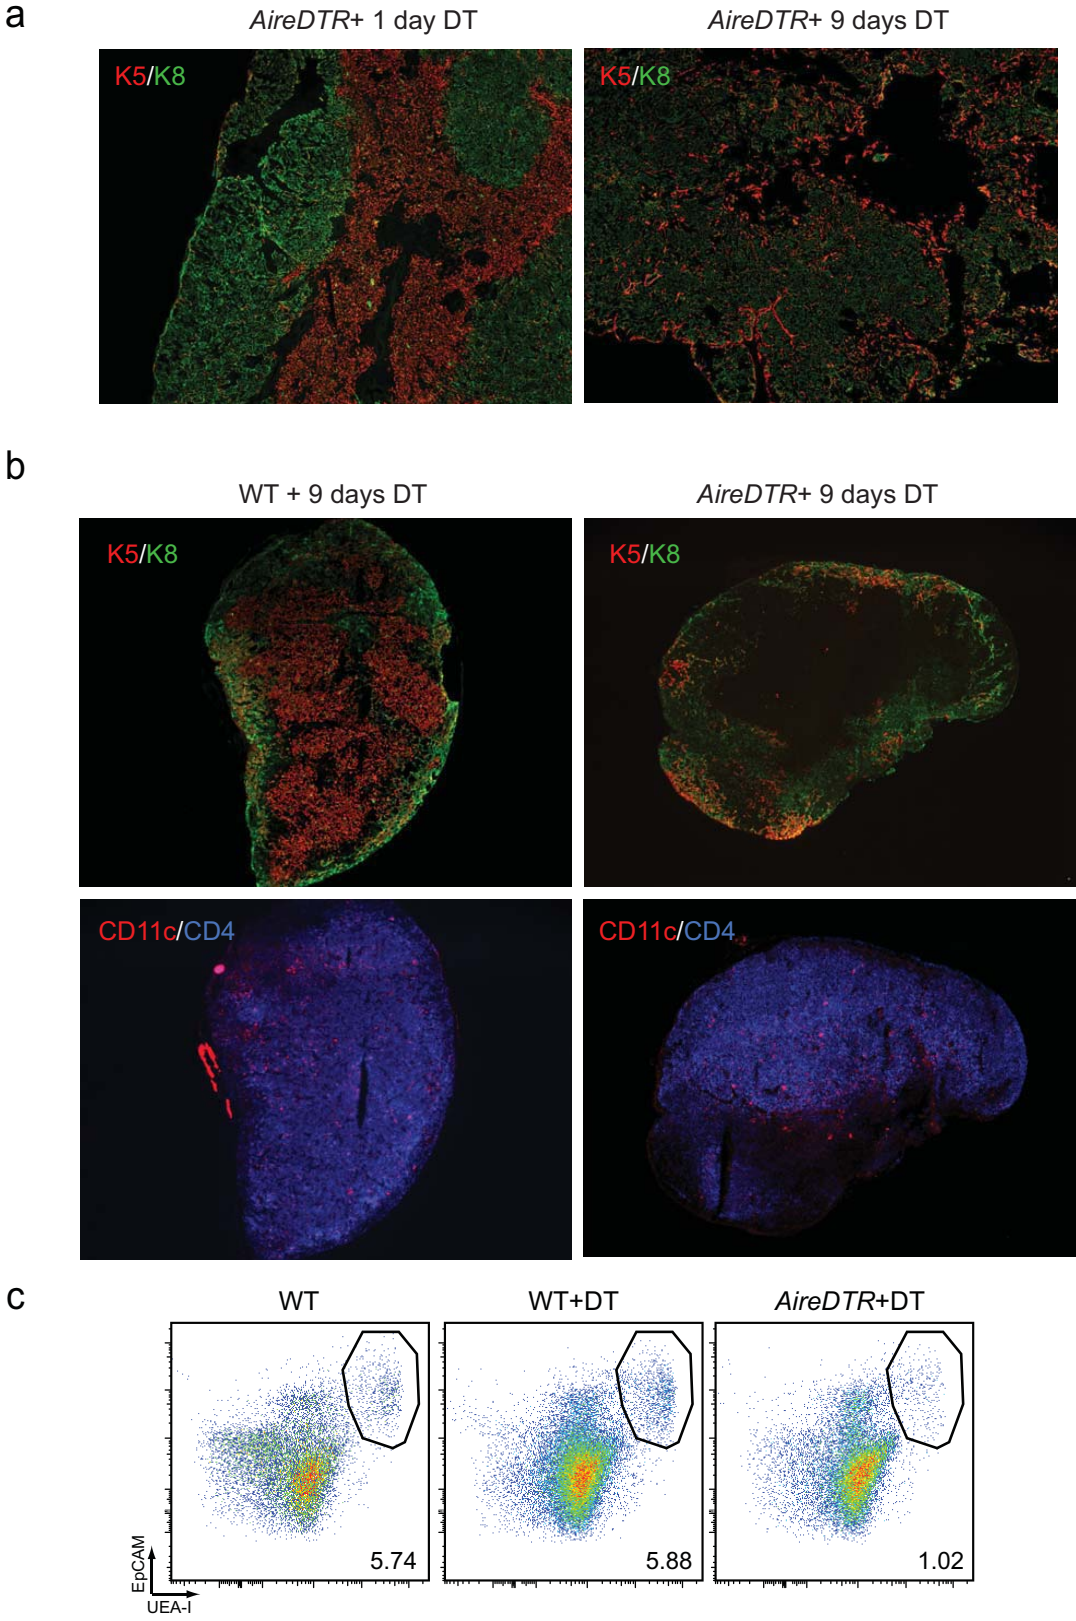 a
AireDTR+ 1 day DT
AireDTR+ 9 days DT
K5/K8
K5/K8
b
WT + 9 days DT
AireDTR+ 9 days DT
K5/K8
K5/K8
CD11c/CD4
CD11c/CD4
c
WT
WT+DT
AireDTR+DT
5.74
5.88
1.02
EpCAM
UEA-I